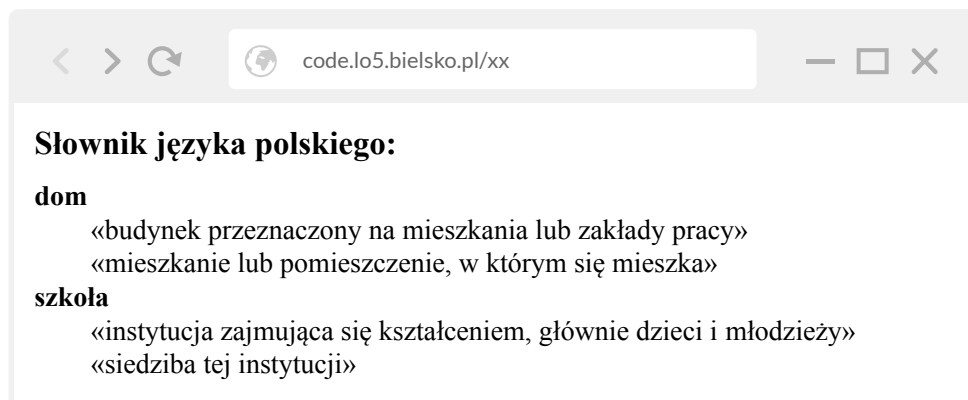 code.lo5.bielsko.pl/xx
Słownik języka polskiego:
dom
«budynek przeznaczony na mieszkania lub zakłady pracy»
«mieszkanie lub pomieszczenie, w którym się mieszka»
szkoła
«instytucja zajmująca się kształceniem, głównie dzieci i młodzieży»
«siedziba tej instytucji»